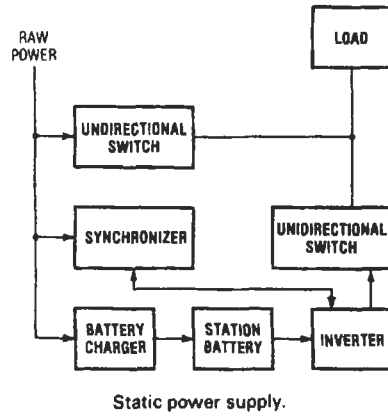 RAW
POWER
LOAD
UNDIRECTIONAL
SWITCH
SYNCHRONIZER
UNIDIRECTIONAL
SWITCH
BATTERY
CHARGER
STATION
BATTERY
INVERTER
Static power supply.